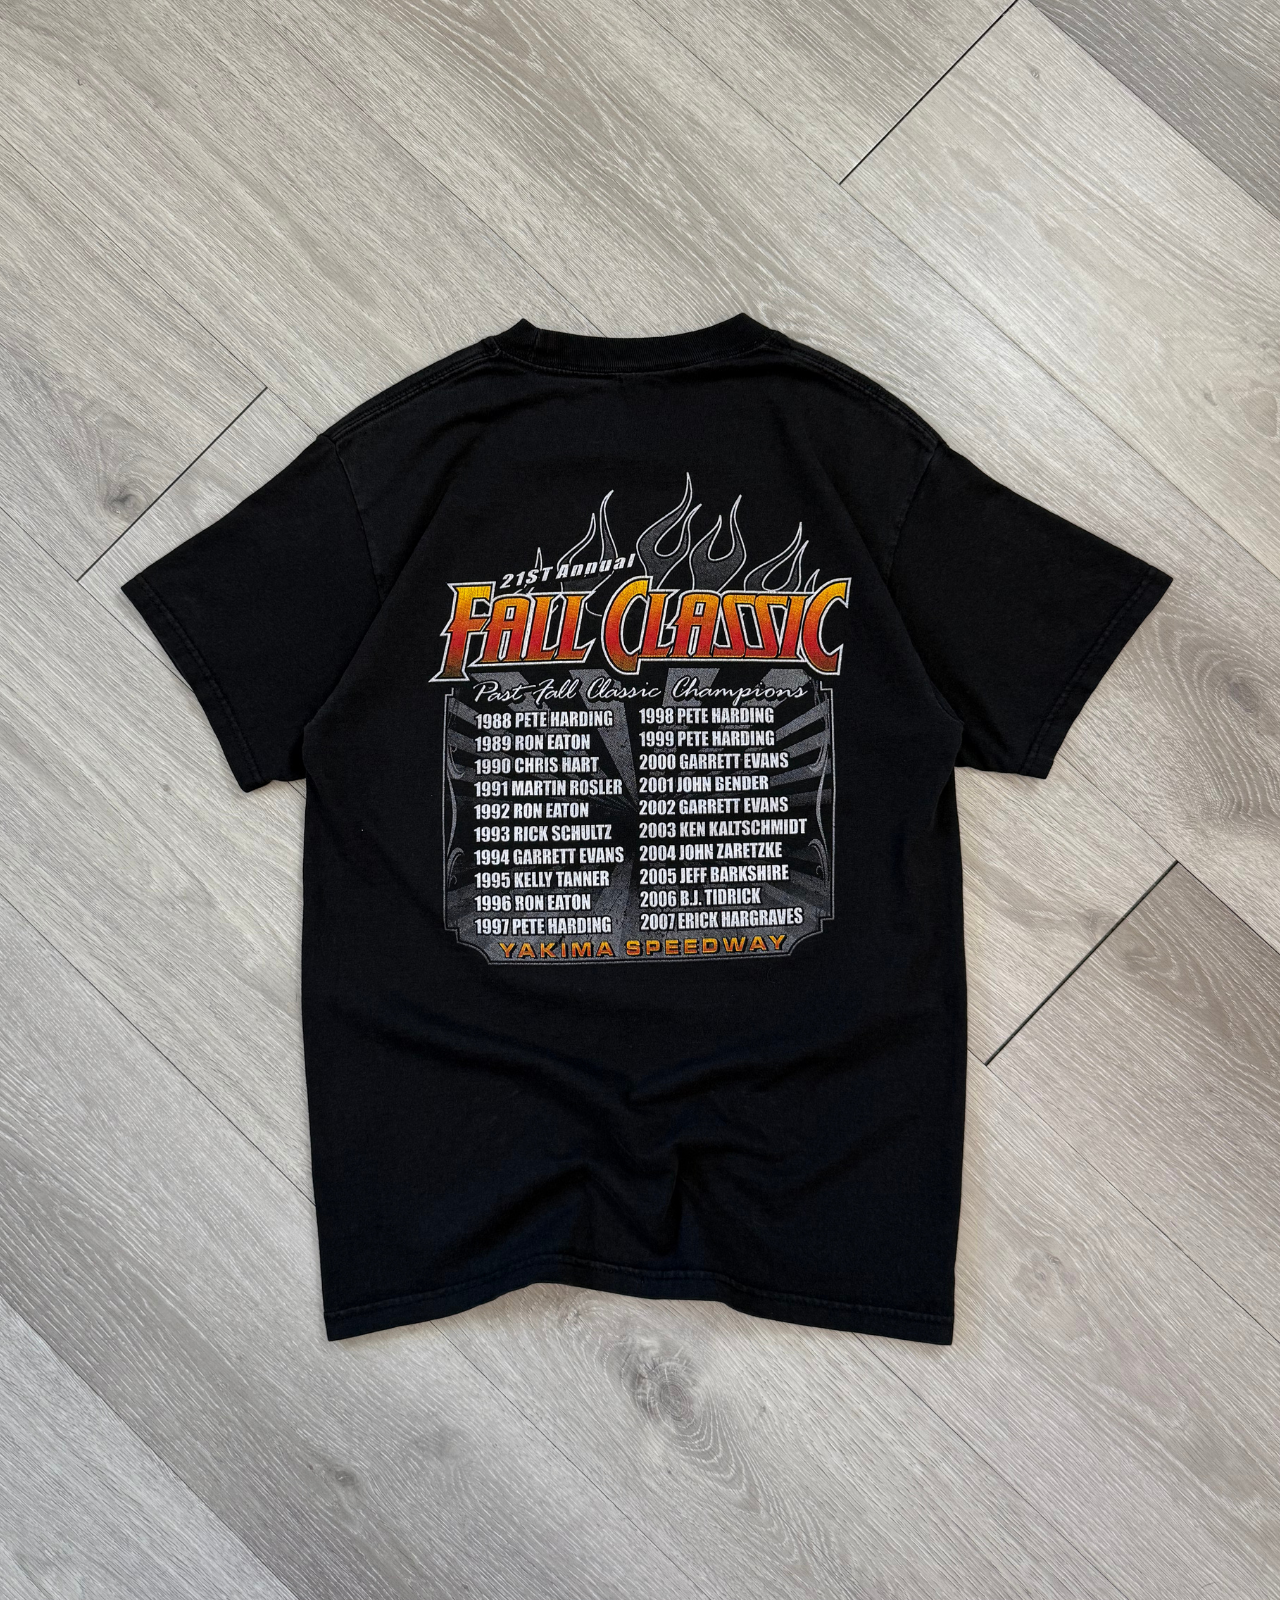 21ST Annual
FALL CLASSIC
Past Fall Classic Champions
1988 PETE HARDING
1989 RON EATON
1990 CHRIS HART
1991 MARTIN ROSLER
1992 RON EATON
1993 RICK SCHULTZ
1994 GARRETT EVANS
1995 KELLY TANNER
1996 RON EATON
1997 PETE HARDING
1998 PETE HARDING
1999 PETE HARDING
2000 GARRETT EVANS
2001 JOHN BENDER
2002 GARRETT EVANS
2003 KEN KALTSCHMIDT
2004 JOHN ZARETZKE
2005 JEFF BARKSHIRE
2006 B.J. TIDRICK
2007 ERICK HARGRAVES
YAKIMA SPEEDWAY